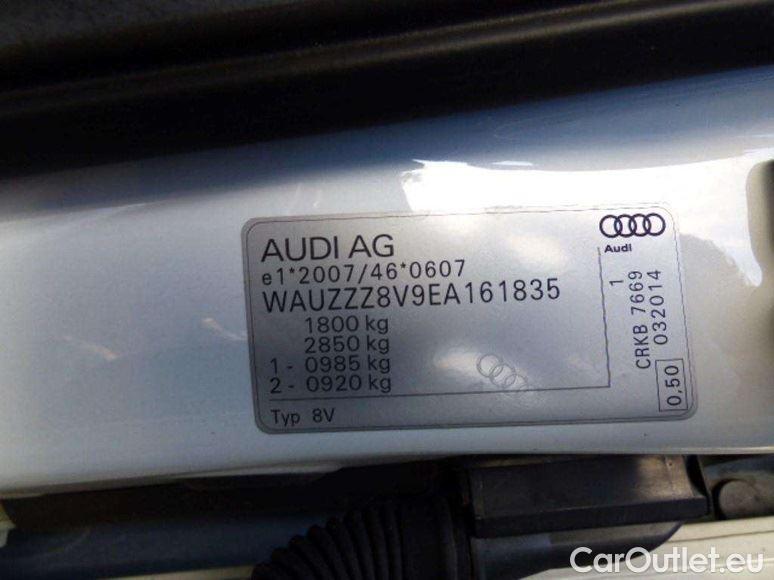 AUDI AG
e1*2007/46*0607
WAUZZZ8V9EA161835
1800 kg
2850 kg
1 - 0985 kg
2 - 0920 kg
Typ 8V
Audi
1
CRKB 7669
032014
0,50
CarOutlet.eu